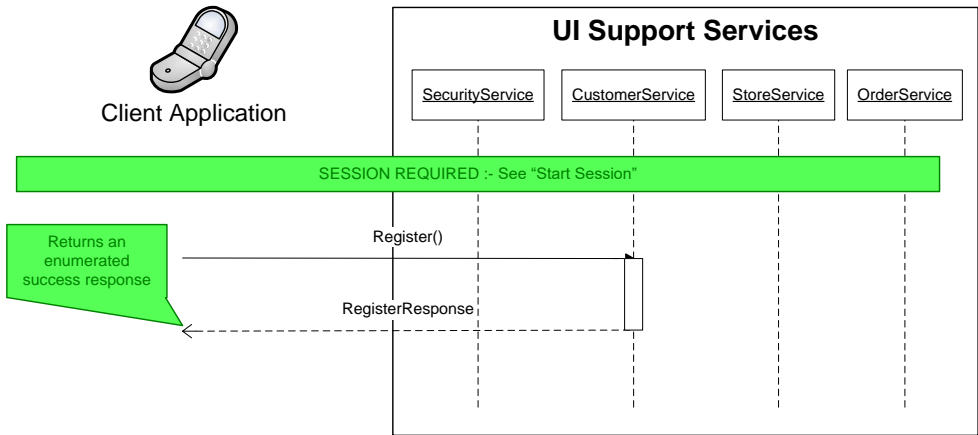 UI Support Services
Client Application
SecurityService
CustomerService
StoreService
OrderService
SESSION REQUIRED :- See “Start Session”
Returns an
enumerated
success response
Register()
RegisterResponse